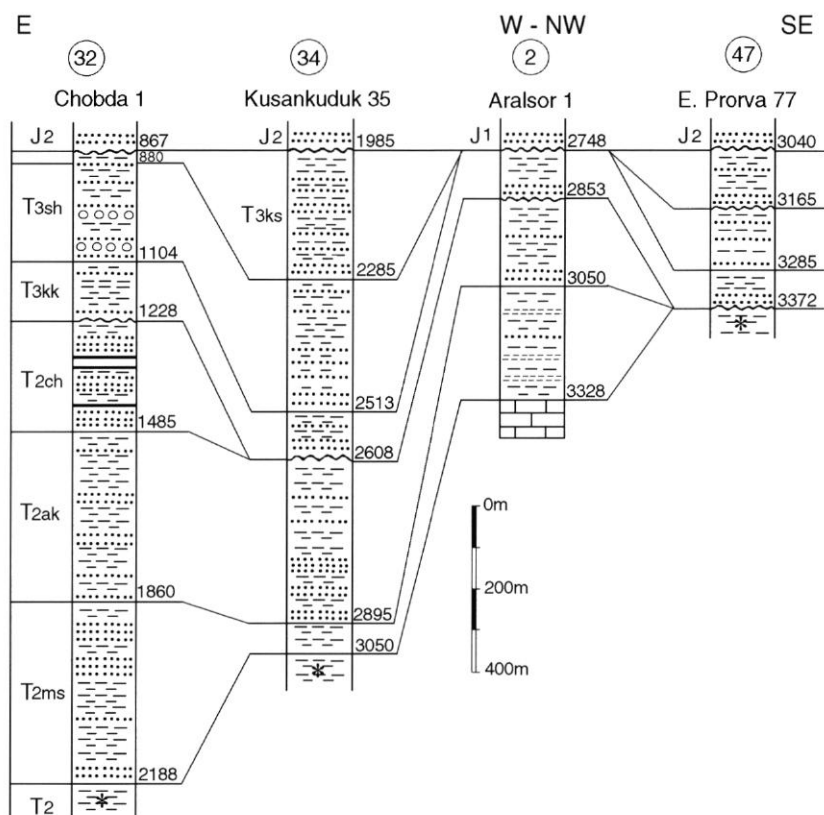 E W - NW SE
32 34 2 47
Chobda 1 Kusankuduk 35 Aralsor 1 E. Prorva 77
J2 867 J2 1985 J1 2748 J2 3040
880
2853
3165
T3sh T3ks
1104
2285
3050
3285
T3kk
1228
3372
T2ch
2513
3328
1485
2608
T2ak
0m
200m
1860
2895
3050
400m
T2ms
2188
T2